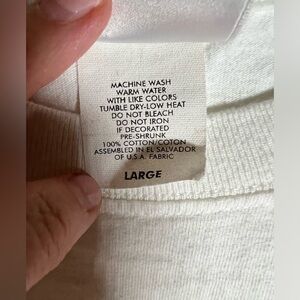 MACHINE WASH
WARM WATER
WITH LIKE COLORS
TUMBLE DRY-LOW HEAT
DO NOT BLEACH
DO NOT IRON
IF DECORATED
PRE-SHRUNK
100% COTTON/COTTON
ASSEMBLED IN EL SALVADOR
OF U.S.A. FABRIC
LARGE